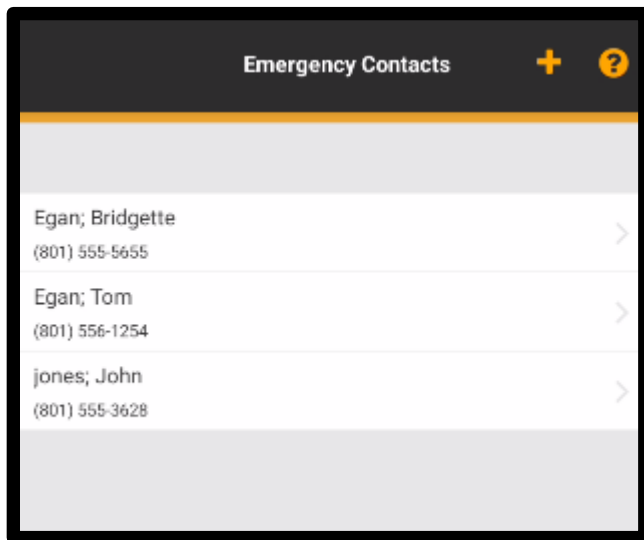 Emergency Contacts
Egan; Bridgette
(801) 555-5655
Egan; Tom
(801) 556-1254
jones; John
(801) 555-3628